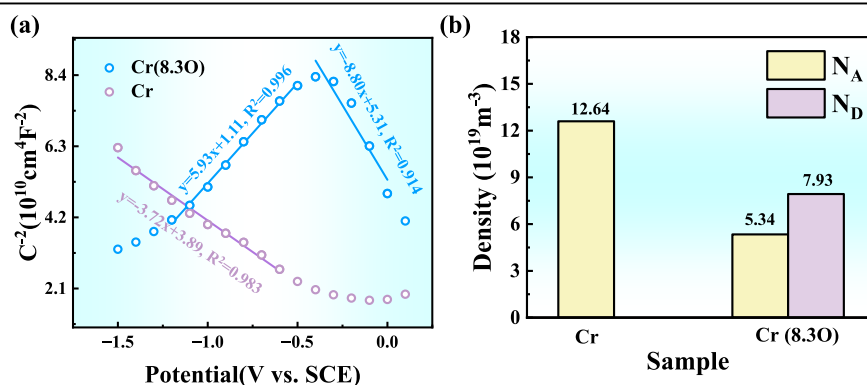 (a)
Cr(8.3O)
Cr
y=5.93x+1.11, R²=0.996
y=-8.80x+5.31, R²=0.914
y=-3.72x+3.89, R²=0.983
8.4
6.3
4.2
2.1
C⁻²(10¹⁰cm⁴F⁻²)
−1.5 −1.0 −0.5 0.0
Potential(V vs. SCE)
(b)
N_A
N_D
18
15
12
9
6
3
0
Density (10¹⁹m⁻³)
12.64
5.34
7.93
Cr Cr (8.3O)
Sample